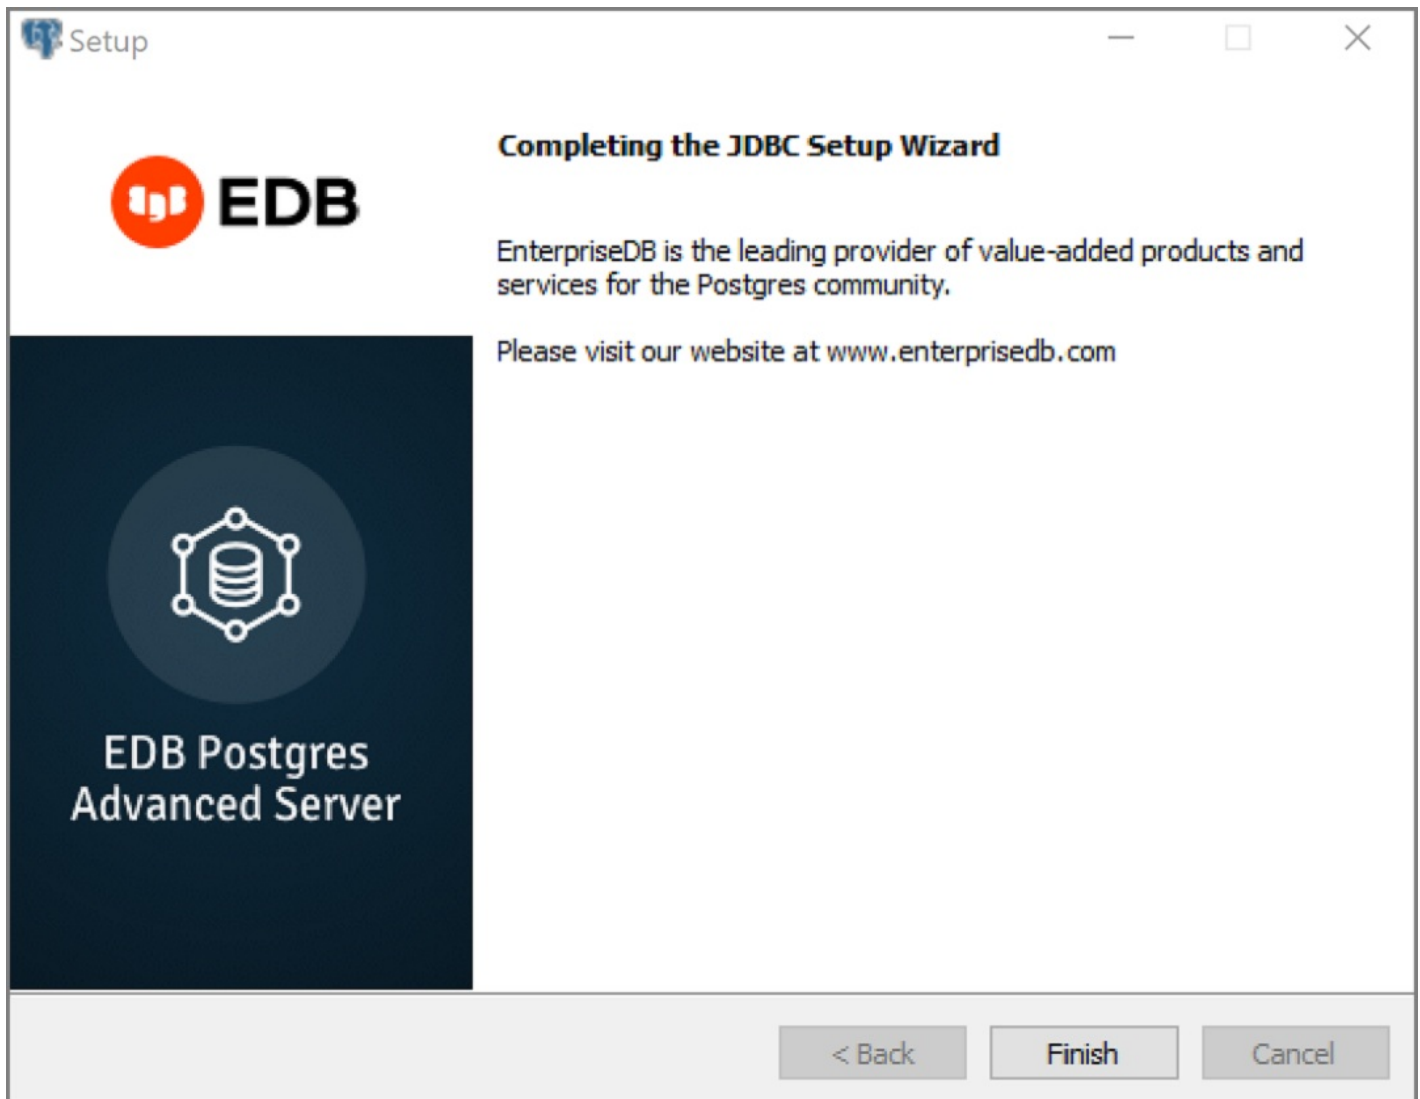 Setup
EDB
Completing the JDBC Setup Wizard
EnterpriseDB is the leading provider of value-added products and
services for the Postgres community.
Please visit our website at www.enterprisedb.com
EDB Postgres
Advanced Server
< Back
Finish
Cancel